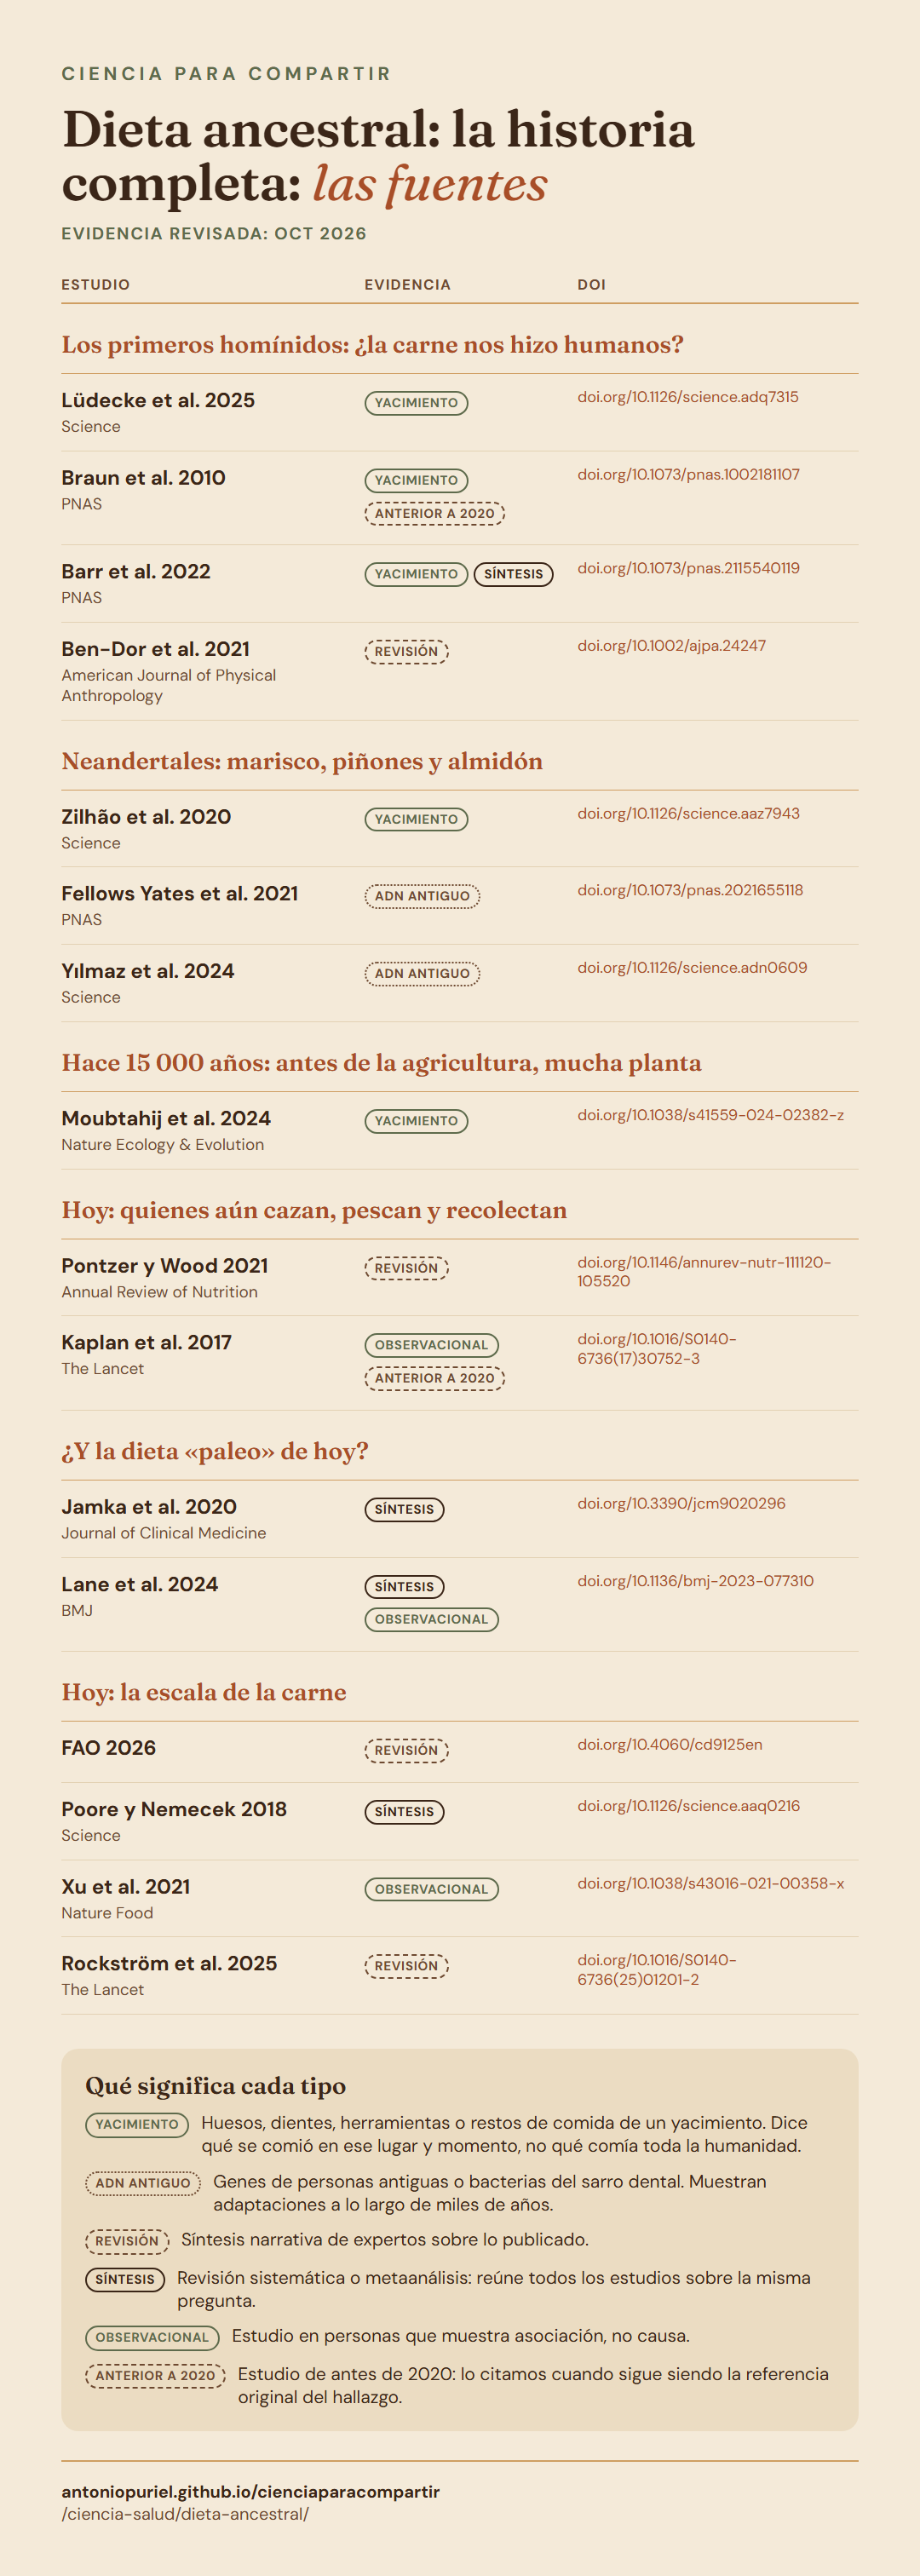 CIENCIA PARA COMPARTIR
Dieta ancestral: la historia
completa: las fuentes
EVIDENCIA REVISADA: OCT 2026
ESTUDIO EVIDENCIA DOI
Los primeros homínidos: ¿la carne nos hizo humanos?
Lüdecke et al. 2025 YACIMIENTO doi.org/10.1126/science.adq7315
Science
Braun et al. 2010 YACIMIENTO doi.org/10.1073/pnas.1002181107
PNAS ANTERIOR A 2020
Barr et al. 2022 YACIMIENTO SÍNTESIS doi.org/10.1073/pnas.2115540119
PNAS
Ben-Dor et al. 2021 REVISIÓN doi.org/10.1002/ajpa.24247
American Journal of Physical
Anthropology
Neandertales: marisco, piñones y almidón
Zilhão et al. 2020 YACIMIENTO doi.org/10.1126/science.aaz7943
Science
Fellows Yates et al. 2021 ADN ANTIGUO doi.org/10.1073/pnas.2021655118
PNAS
Yılmaz et al. 2024 ADN ANTIGUO doi.org/10.1126/science.adn0609
Science
Hace 15 000 años: antes de la agricultura, mucha planta
Moubtahij et al. 2024 YACIMIENTO doi.org/10.1038/s41559-024-02382-z
Nature Ecology & Evolution
Hoy: quienes aún cazan, pescan y recolectan
Pontzer y Wood 2021 REVISIÓN doi.org/10.1146/annurev-nutr-111120-
Annual Review of Nutrition 105520
Kaplan et al. 2017 OBSERVACIONAL doi.org/10.1016/S0140-
The Lancet ANTERIOR A 2020 6736(17)30752-3
¿Y la dieta «paleo» de hoy?
Jamka et al. 2020 SÍNTESIS doi.org/10.3390/jcm9020296
Journal of Clinical Medicine
Lane et al. 2024 SÍNTESIS doi.org/10.1136/bmj-2023-077310
BMJ OBSERVACIONAL
Hoy: la escala de la carne
FAO 2026 REVISIÓN doi.org/10.4060/cd9125en
Poore y Nemecek 2018 SÍNTESIS doi.org/10.1126/science.aaq0216
Science
Xu et al. 2021 OBSERVACIONAL doi.org/10.1038/s43016-021-00358-x
Nature Food
Rockström et al. 2025 REVISIÓN doi.org/10.1016/S0140-
The Lancet 6736(25)01201-2
Qué significa cada tipo
YACIMIENTO Huesos, dientes, herramientas o restos de comida de un yacimiento. Dice
qué se comió en ese lugar y momento, no qué comía toda la humanidad.
ADN ANTIGUO Genes de personas antiguas o bacterias del sarro dental. Muestran
adaptaciones a lo largo de miles de años.
REVISIÓN Síntesis narrativa de expertos sobre lo publicado.
SÍNTESIS Revisión sistemática o metaanálisis: reúne todos los estudios sobre la misma
pregunta.
OBSERVACIONAL Estudio en personas que muestra asociación, no causa.
ANTERIOR A 2020 Estudio de antes de 2020: lo citamos cuando sigue siendo la referencia
original del hallazgo.
antoniopuriel.github.io/cienciaparacompartir
/ciencia-salud/dieta-ancestral/